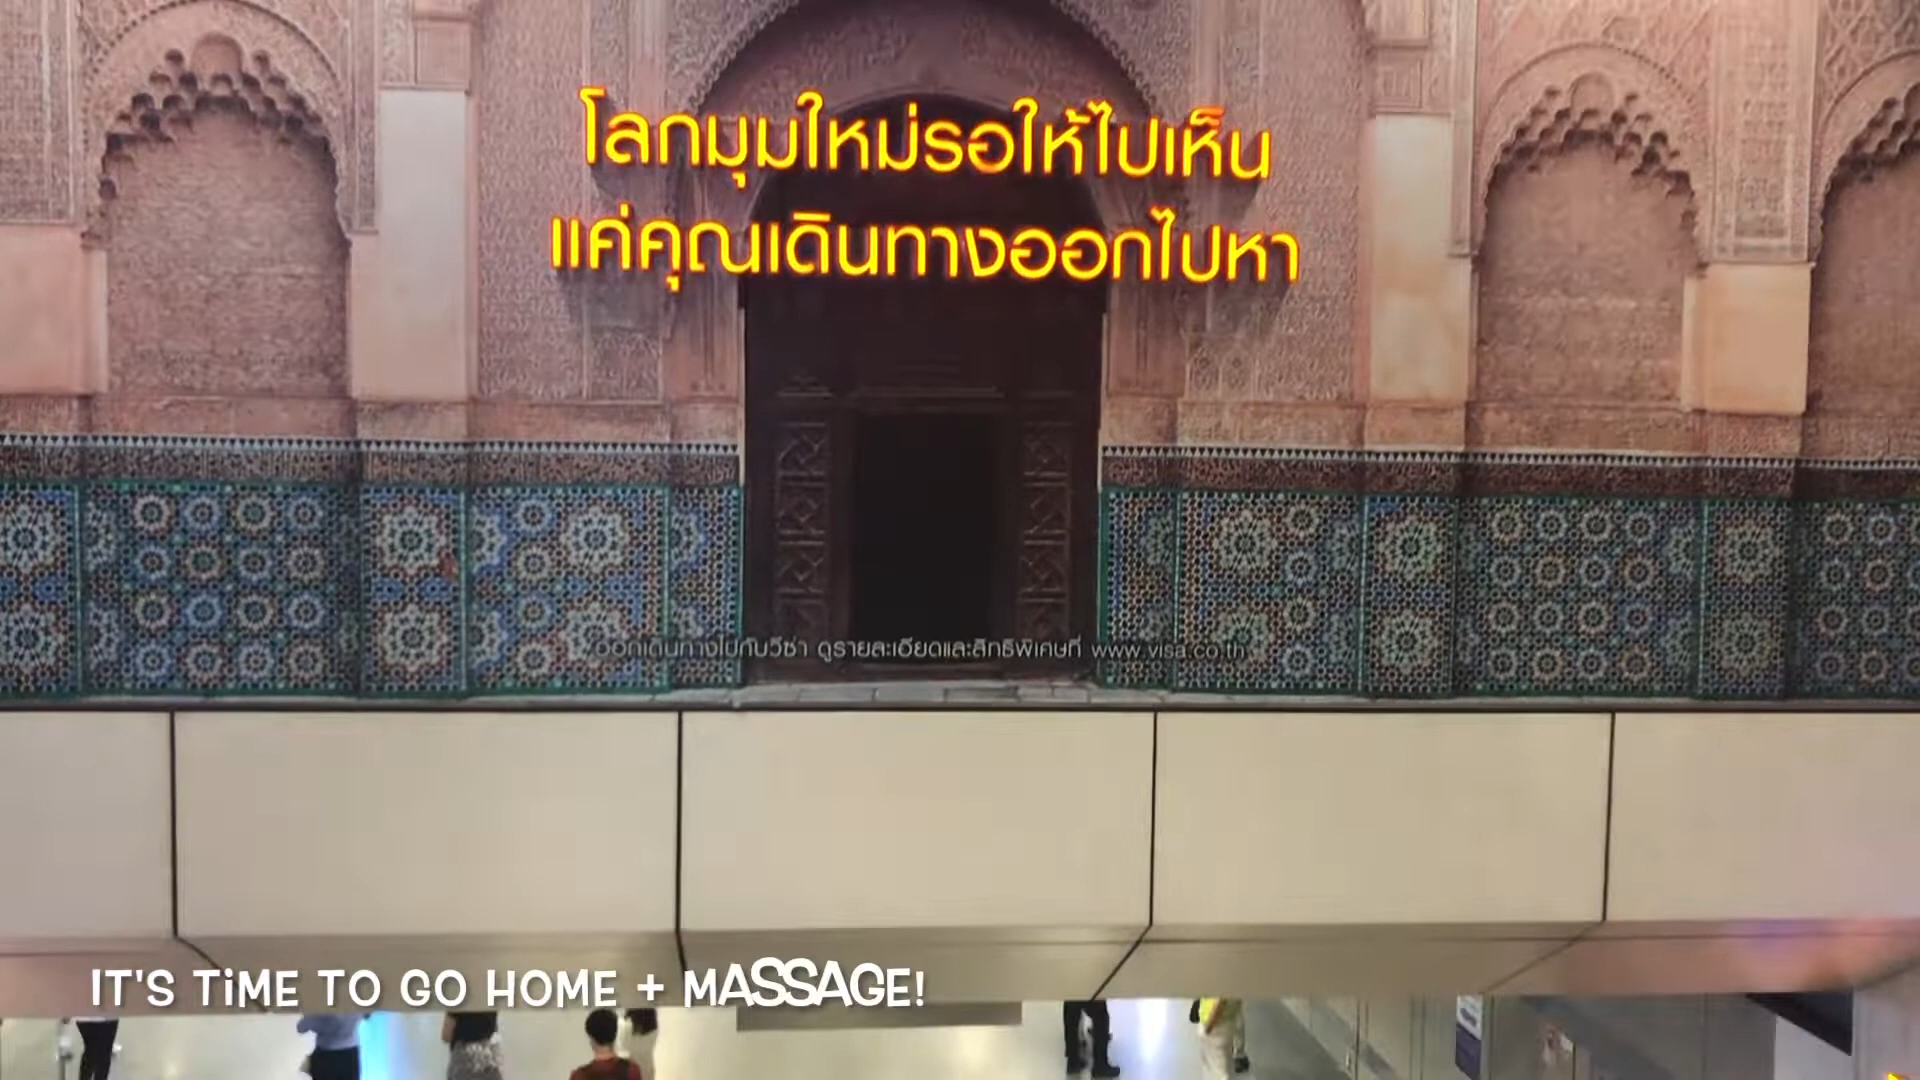 โลกมุมใหม่รอให้ไปเห็น
แค่คุณเดินทางออกไปหา
ออกเดินทางไปกับวีซ่า ดูรายละเอียดและสิทธิพิเศษที่ www.visa.co.th
IT'S TiME TO GO HOME + MASSAGE!